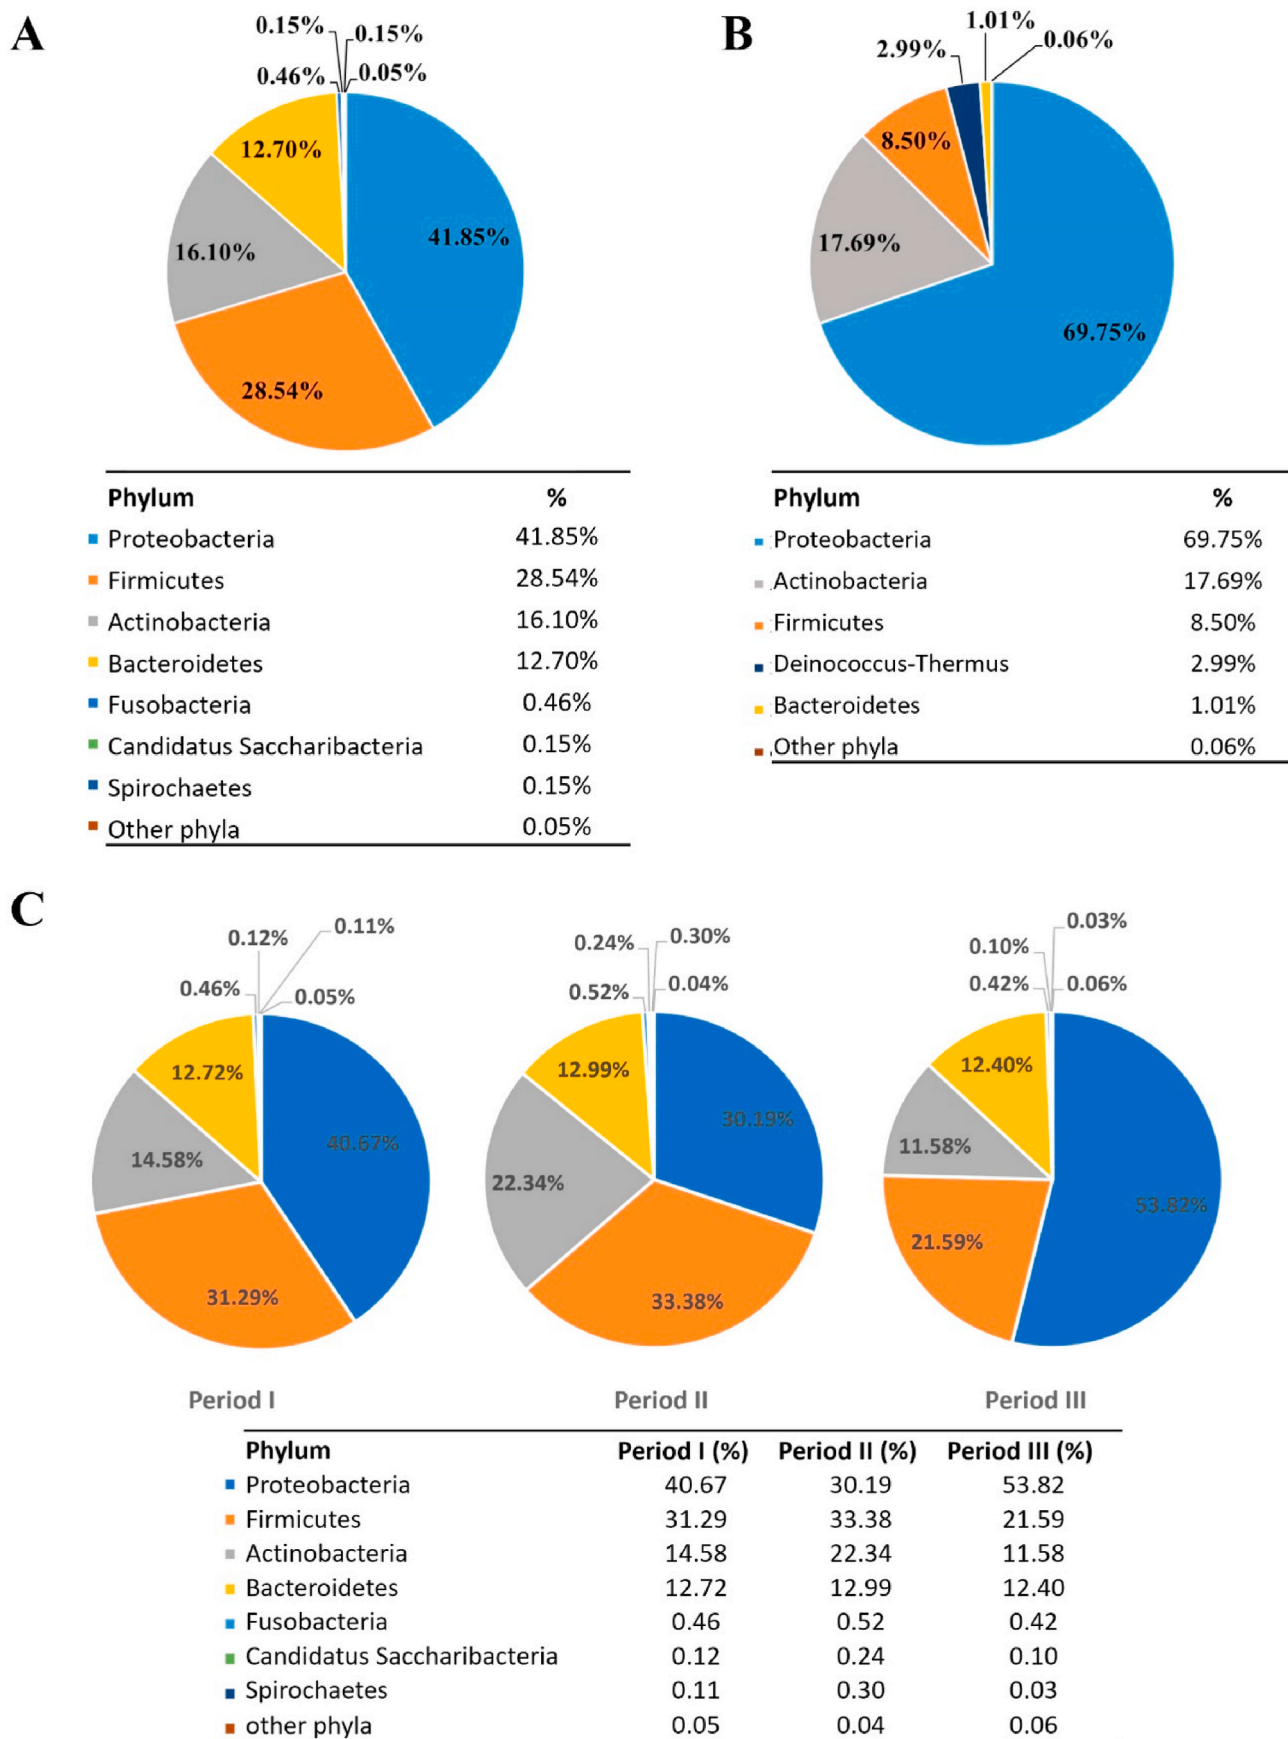 A
0.15%
0.15%
0.46%
0.05%
12.70%
41.85%
16.10%
28.54%
Phylum %
Proteobacteria 41.85%
Firmicutes 28.54%
Actinobacteria 16.10%
Bacteroidetes 12.70%
Fusobacteria 0.46%
Candidatus Saccharibacteria 0.15%
Spirochaetes 0.15%
Other phyla 0.05%
B
1.01%
0.06%
2.99%
8.50%
17.69%
69.75%
Phylum %
Proteobacteria 69.75%
Actinobacteria 17.69%
Firmicutes 8.50%
Deinococcus-Thermus 2.99%
Bacteroidetes 1.01%
Other phyla 0.06%
C
0.12%
0.11%
0.46%
0.05%
12.72%
40.67%
14.58%
31.29%
Period I
0.24%
0.30%
0.52%
0.04%
12.99%
30.19%
22.34%
33.38%
Period II
0.03%
0.10%
0.42%
0.06%
12.40%
11.58%
53.82%
21.59%
Period III
Phylum Period I (%) Period II (%) Period III (%)
Proteobacteria 40.67 30.19 53.82
Firmicutes 31.29 33.38 21.59
Actinobacteria 14.58 22.34 11.58
Bacteroidetes 12.72 12.99 12.40
Fusobacteria 0.46 0.52 0.42
Candidatus Saccharibacteria 0.12 0.24 0.10
Spirochaetes 0.11 0.30 0.03
other phyla 0.05 0.04 0.06